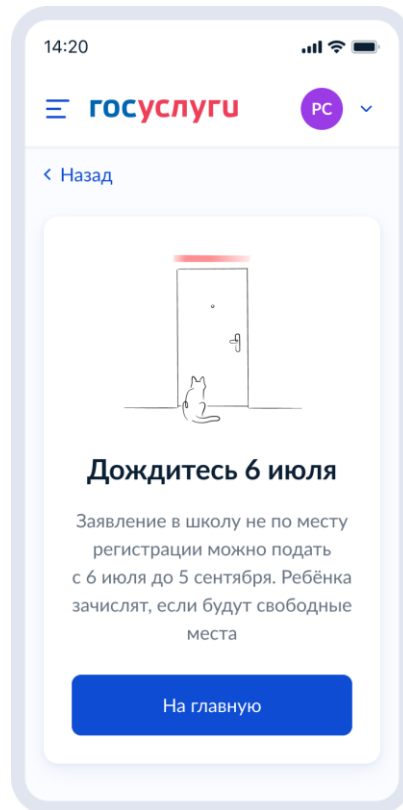 14:20
госуслуги
РС
Назад
Дождитесь 6 июля
Заявление в школу не по месту
регистрации можно подать
с 6 июля до 5 сентября. Ребёнка
зачислят, если будут свободные
места
На главную